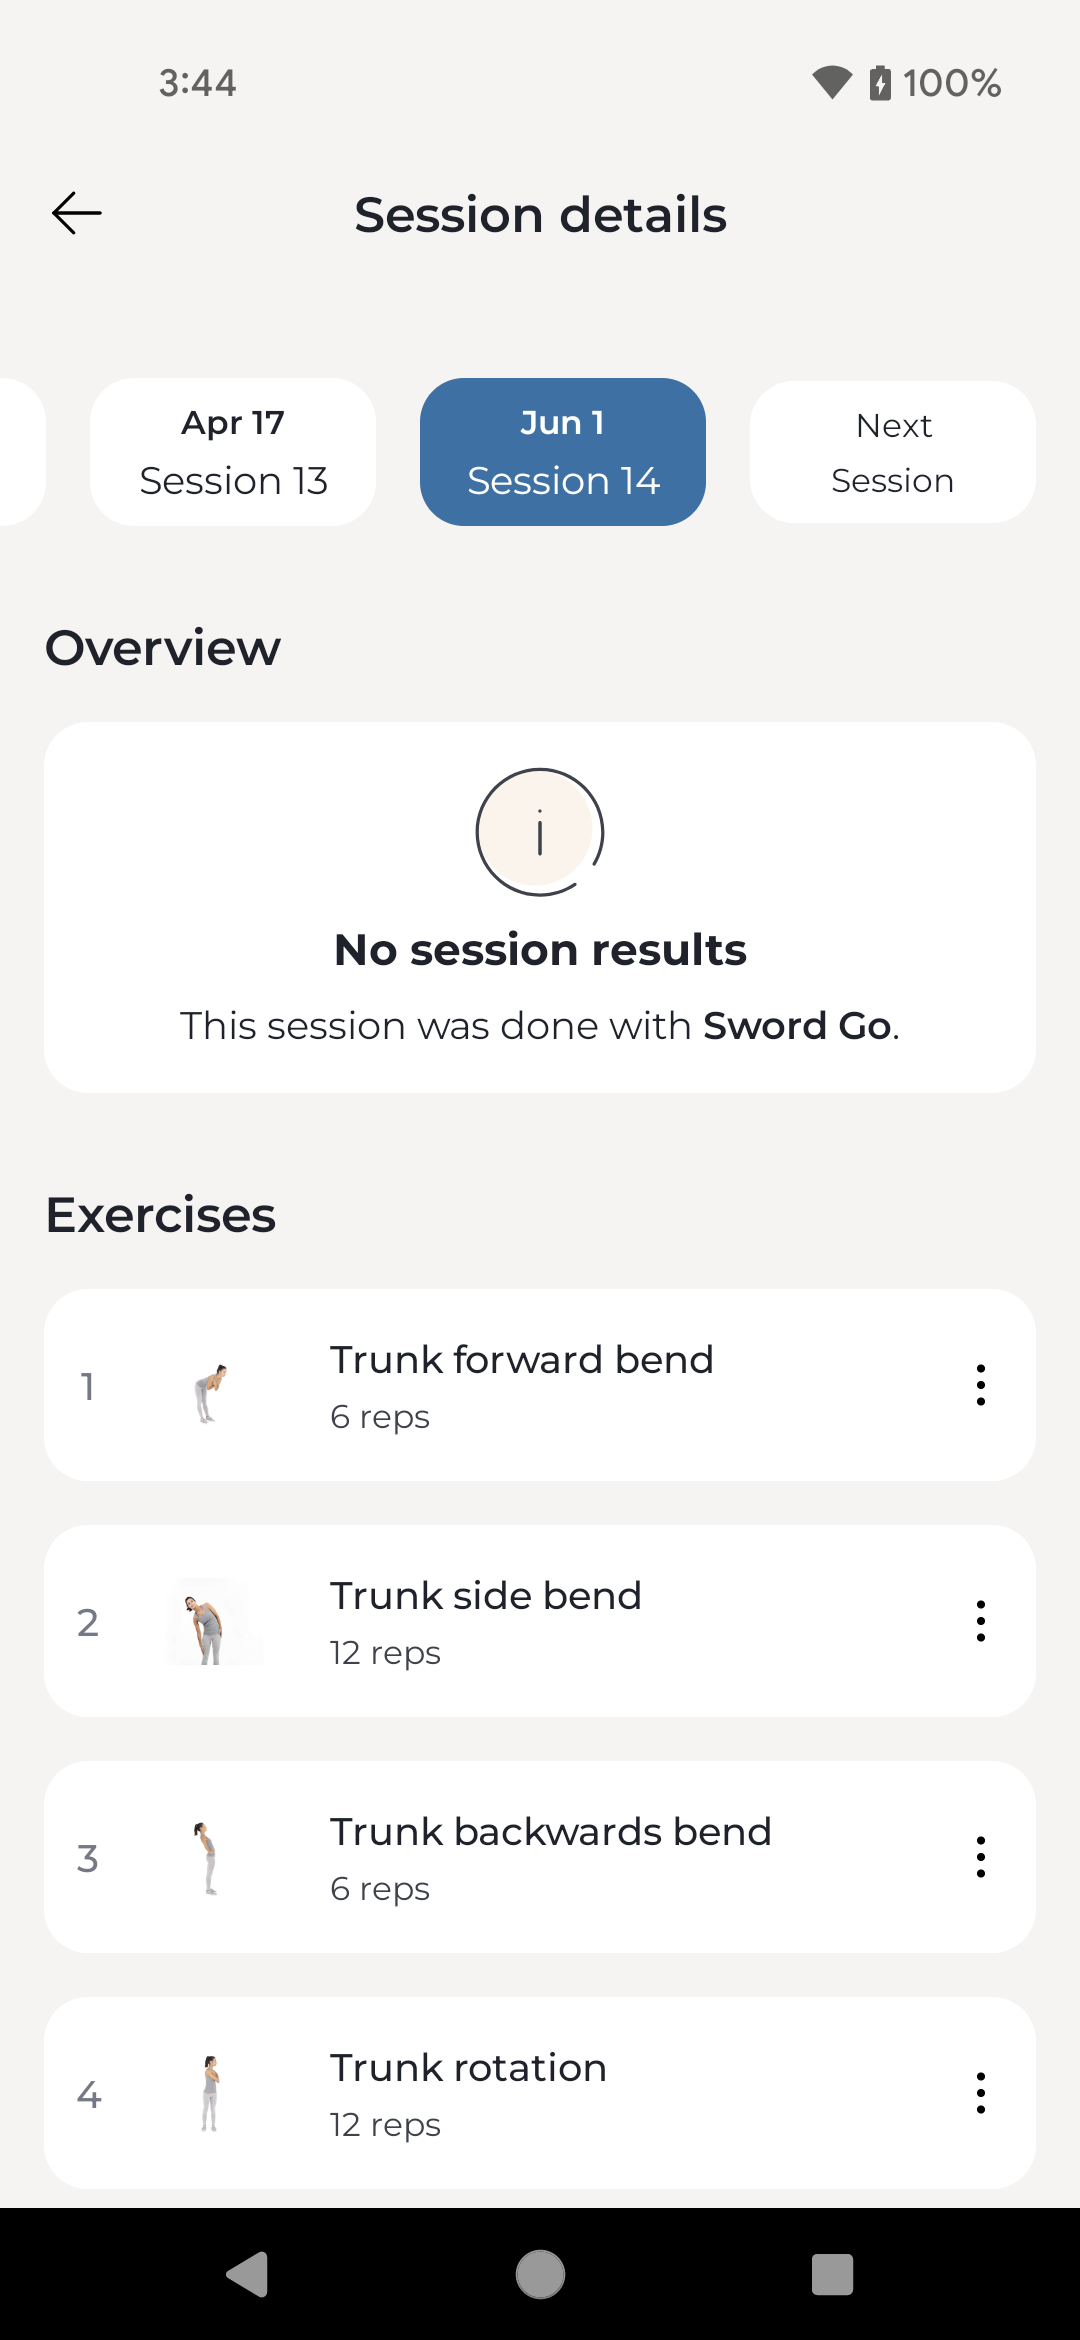 3:44
100%
Session details
Apr 17
Session 13
Jun 1
Session 14
Next
Session
Overview
No session results
This session was done with Sword Go.
Exercises
1
Trunk forward bend
6 reps
2
Trunk side bend
12 reps
3
Trunk backwards bend
6 reps
4
Trunk rotation
12 reps